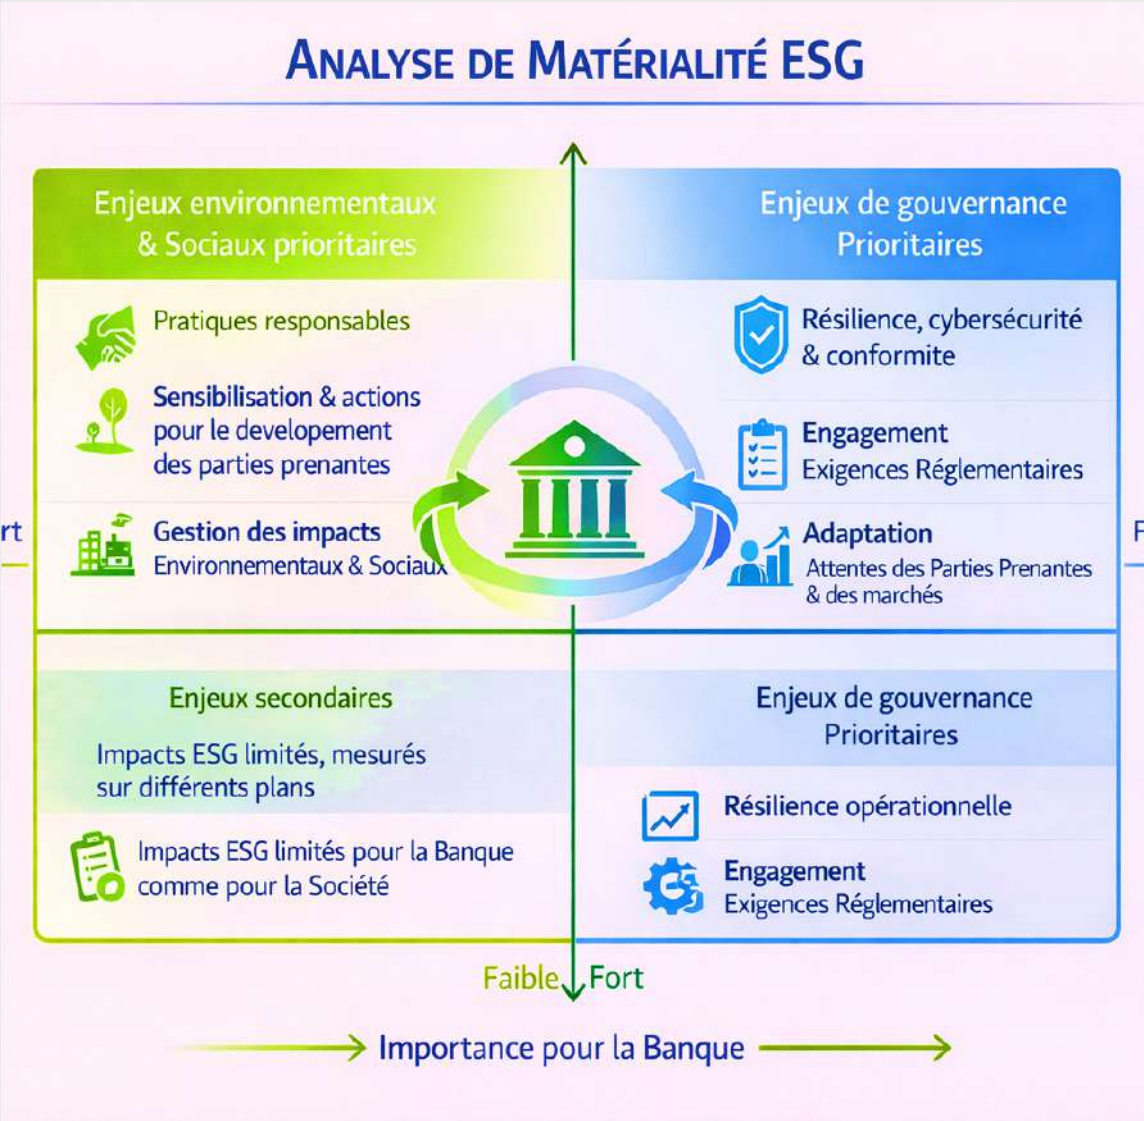 ANALYSE DE MATÉRIALITÉ ESG
Enjeux environnementaux
& Sociaux prioritaires
Pratiques responsables
Sensibilisation & actions
pour le developement
des parties prenantes
Gestion des impacts
Environnementaux & Sociaux
Enjeux de gouvernance
Prioritaires
Résilience, cybersécurité
& conformite
Engagement
Exigences Réglementaires
Adaptation
Attentes des Parties Prenantes
& des marchés
rt
F
Enjeux secondaires
Impacts ESG limités, mesurés
sur différents plans
Impacts ESG limités pour la Banque
comme pour la Société
Enjeux de gouvernance
Prioritaires
Résilience opérationnelle
Engagement
Exigences Réglementaires
Faible Fort
Importance pour la Banque